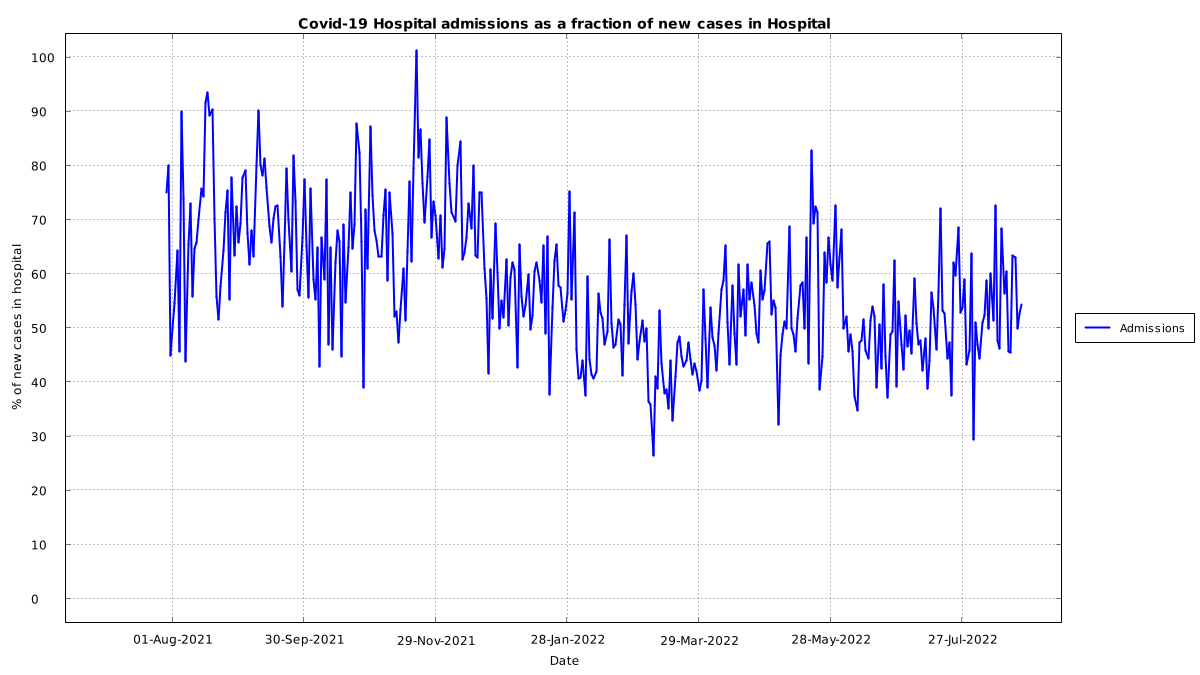 Covid-19 Hospital admissions as a fraction of new cases in Hospital
100
90
80
70
60
50
40
30
20
10
0
% of new cases in hospital
01-Aug-2021 30-Sep-2021 29-Nov-2021 28-Jan-2022 29-Mar-2022 28-May-2022 27-Jul-2022
Date
Admissions